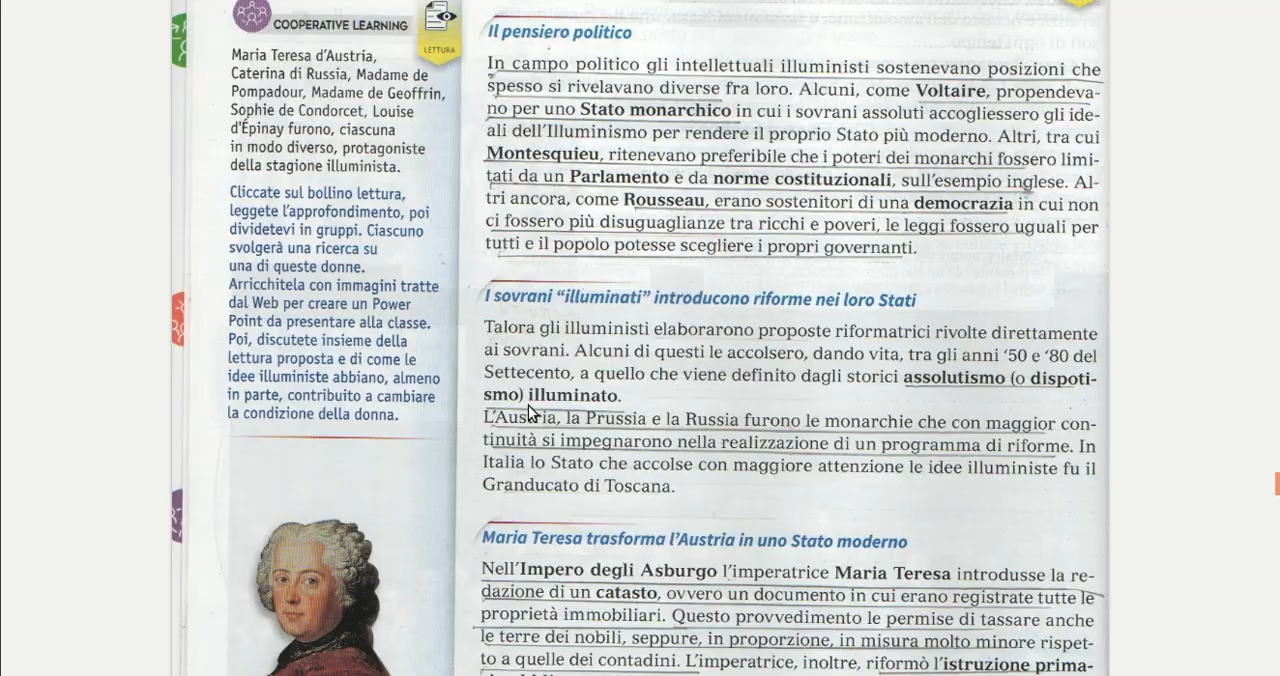 COOPERATIVE LEARNING
LETTURA
Maria Teresa d'Austria,
Caterina di Russia, Madame de
Pompadour, Madame de Geoffrin,
Sophie de Condorcet, Louise
d'Épinay furono, ciascuna
in modo diverso, protagoniste
della stagione illuminista.
Cliccate sul bollino lettura,
leggete l'approfondimento, poi
dividetevi in gruppi. Ciascuno
svolgerà una ricerca su
una di queste donne.
Arricchitela con immagini tratte
dal Web per creare un Power
Point da presentare alla classe.
Poi, discutete insieme della
lettura proposta e di come le
idee illuministe abbiano, almeno
in parte, contribuito a cambiare
la condizione della donna.
Il pensiero politico
In campo politico gli intellettuali illuministi sostenevano posizioni che
spesso si rivelavano diverse fra loro. Alcuni, come Voltaire, propendeva-
no per uno Stato monarchico in cui i sovrani assoluti accogliessero gli ide-
ali dell'Illuminismo per rendere il proprio Stato più moderno. Altri, tra cui
Montesquieu, ritenevano preferibile che i poteri dei monarchi fossero limi-
tati da un Parlamento e da norme costituzionali, sull'esempio inglese. Al-
tri ancora, come Rousseau, erano sostenitori di una democrazia in cui non
ci fossero più disuguaglianze tra ricchi e poveri, le leggi fossero uguali per
tutti e il popolo potesse scegliere i propri governanti.
I sovrani "illuminati" introducono riforme nei loro Stati
Talora gli illuministi elaborarono proposte riformatrici rivolte direttamente
ai sovrani. Alcuni di questi le accolsero, dando vita, tra gli anni '50 e '80 del
Settecento, a quello che viene definito dagli storici assolutismo (o dispoti-
smo) illuminato.
L'Austria, la Prussia e la Russia furono le monarchie che con maggior con-
tinuità si impegnarono nella realizzazione di un programma di riforme. In
Italia lo Stato che accolse con maggiore attenzione le idee illuministe fu il
Granducato di Toscana.
Maria Teresa trasforma l'Austria in uno Stato moderno
Nell'Impero degli Asburgo l'imperatrice Maria Teresa introdusse la re-
dazione di un catasto, ovvero un documento in cui erano registrate tutte le
proprietà immobiliari. Questo provvedimento le permise di tassare anche
le terre dei nobili, seppure, in proporzione, in misura molto minore rispet-
to a quelle dei contadini. L'imperatrice, inoltre, riformò l'istruzione prima-